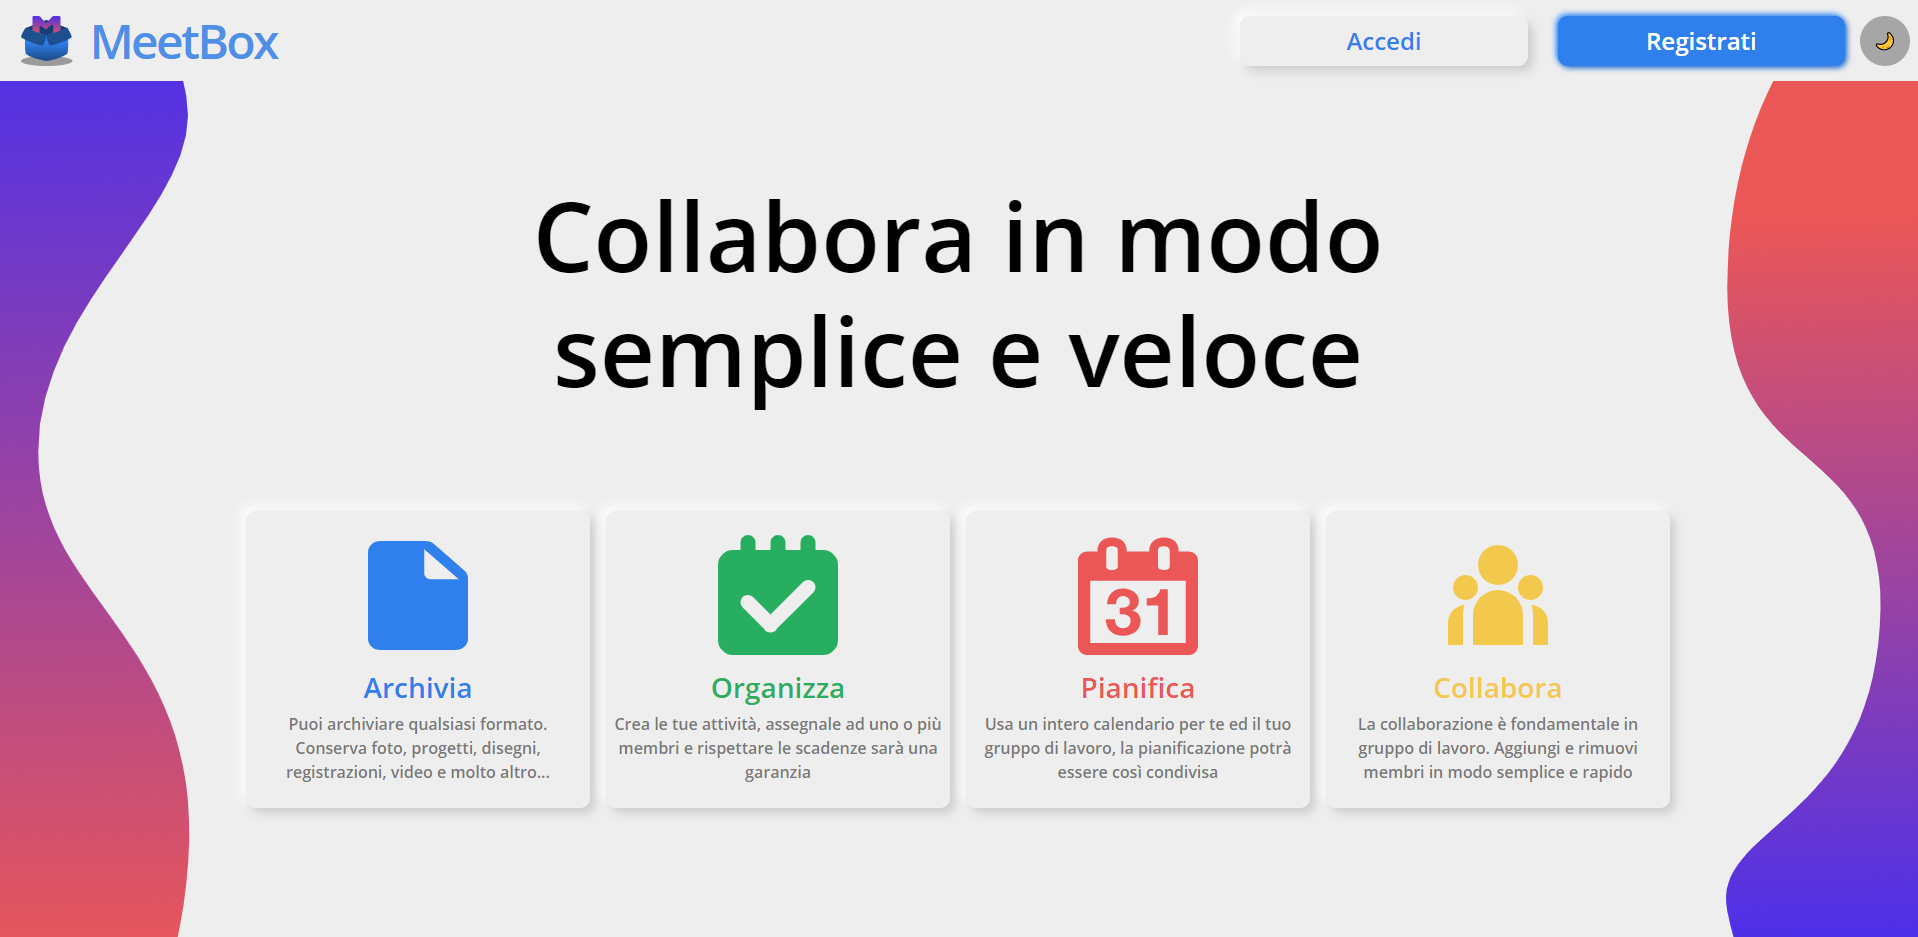 MeetBox
Accedi
Registrati
Collabora in modo
semplice e veloce
31
Archivia
Puoi archiviare qualsiasi formato.
Conserva foto, progetti, disegni,
registrazioni, video e molto altro...
Organizza
Crea le tue attività, assegnale ad uno o più
membri e rispettare le scadenze sarà una
garanzia
Pianifica
Usa un intero calendario per te ed il tuo
gruppo di lavoro, la pianificazione potrà
essere così condivisa
Collabora
La collaborazione è fondamentale in
gruppo di lavoro. Aggiungi e rimuovi
membri in modo semplice e rapido